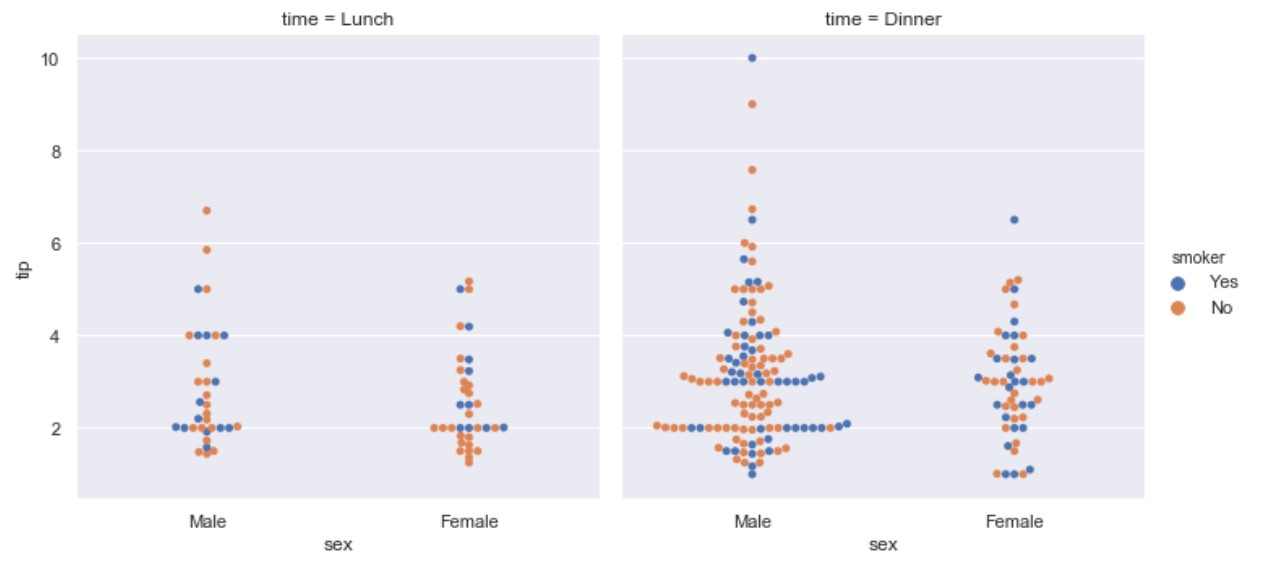 time = Lunch
time = Dinner
10
8
6
4
2
tip
Male
Female
sex
Male
Female
sex
smoker
Yes
No